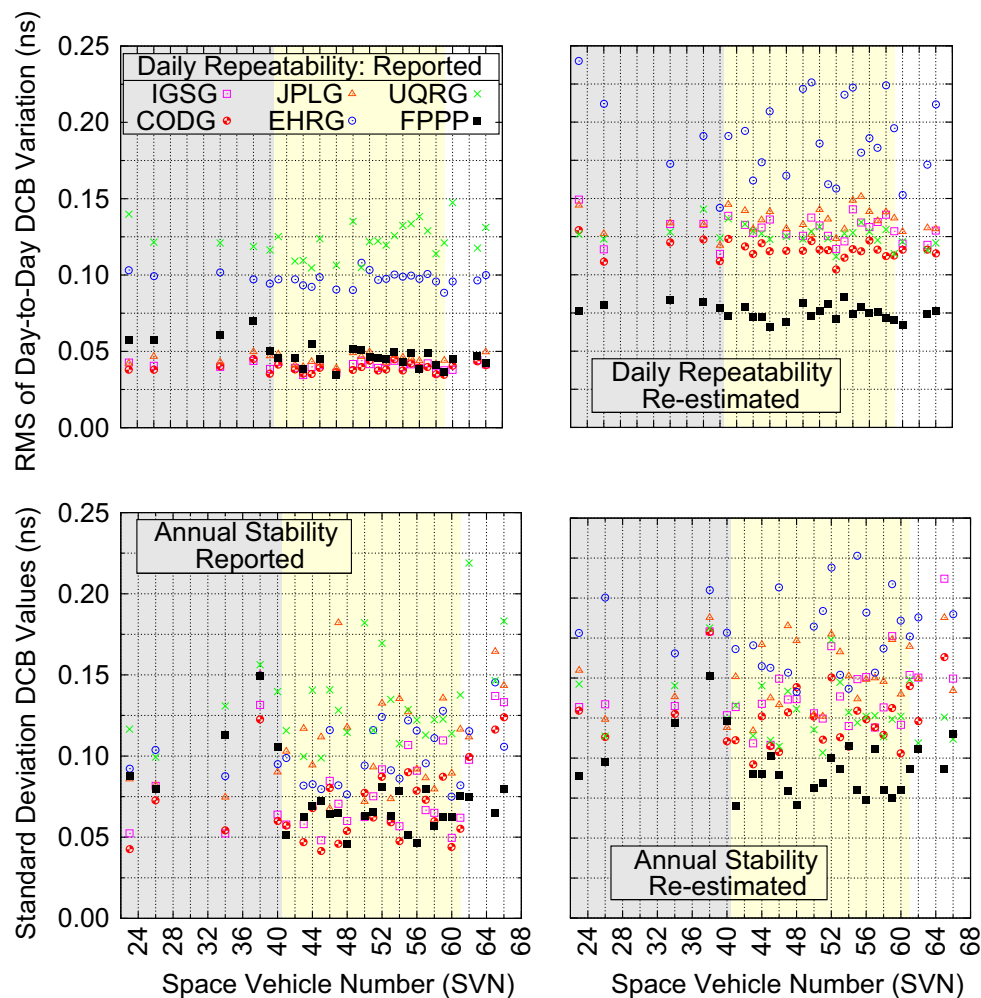 RMS of Day-to-Day DCB Variation (ns)
0.25
0.20
0.15
0.10
0.05
0.00
Daily Repeatability: Reported
IGSG JPLG UQRG
CODG EHRG FPPP
Daily Repeatability
Re-estimated
Standard Deviation DCB Values (ns)
0.25
0.20
0.15
0.10
0.05
0.00
Annual Stability
Reported
24 28 32 36 40 44 48 52 56 60 64 68
Space Vehicle Number (SVN)
Annual Stability
Re-estimated
24 28 32 36 40 44 48 52 56 60 64 68
Space Vehicle Number (SVN)